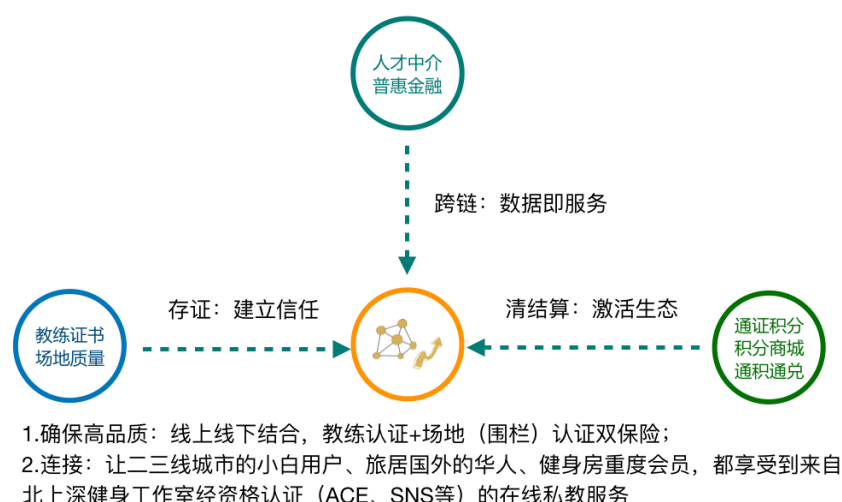 人才中介
普惠金融
跨链：数据即服务
存证：建立信任
清结算：激活生态
教练证书
场地质量
通证积分
积分商城
通积通兑
1.确保高品质：线上线下结合，教练认证+场地（围栏）认证双保险；
2.连接：让二三线城市的小白用户、旅居国外的华人、健身房重度会员，都享受到来自
北上深健身工作室经资格认证（ACE、SNS等）的在线私教服务